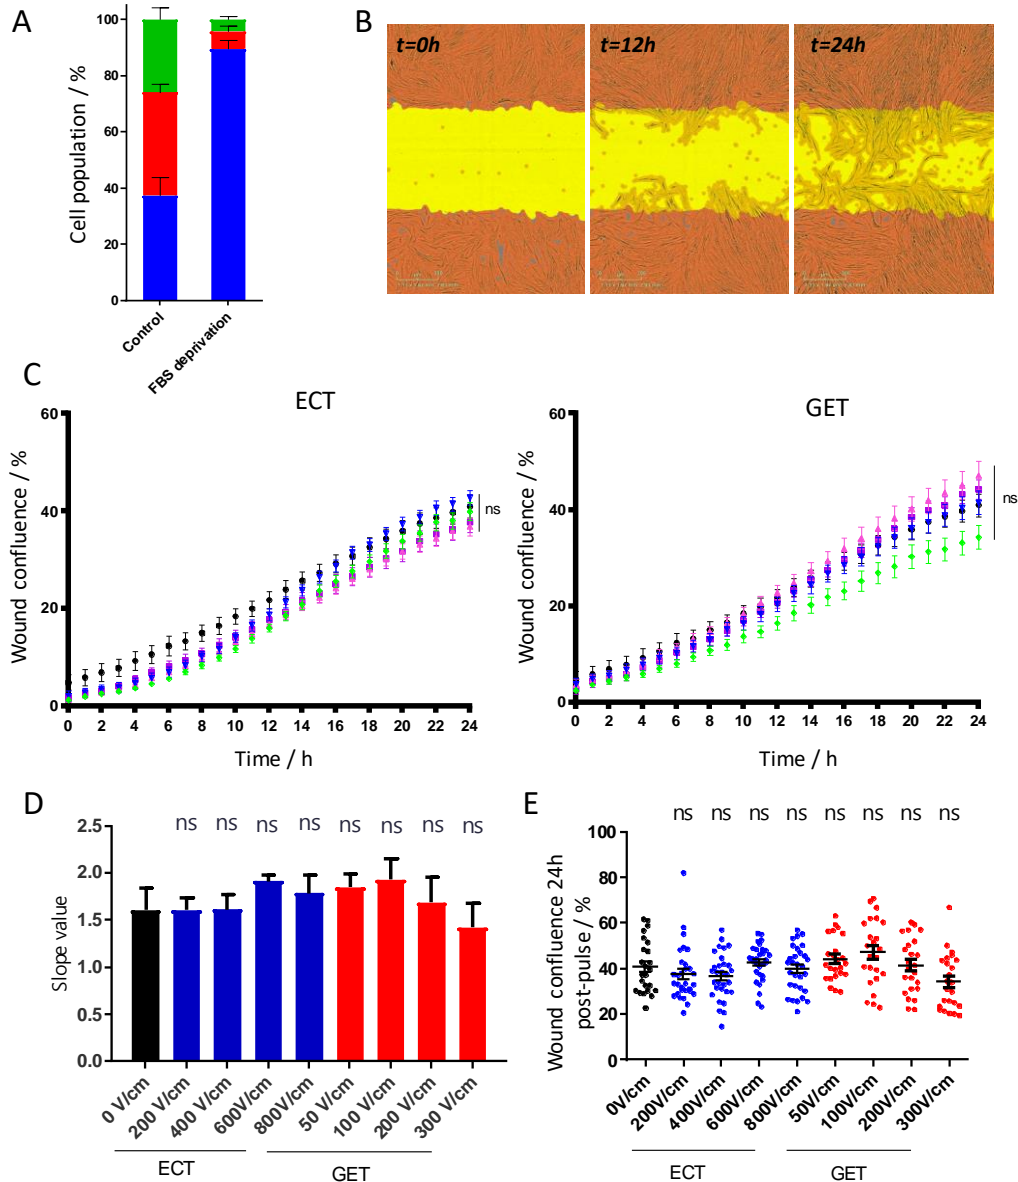 A
Cell population / %
100
80
60
40
20
0
Control
FBS deprivation
B
t=0h
t=12h
t=24h
C
ECT
Wound confluence / %
60
40
20
0
0 2 4 6 8 10 12 14 16 18 20 22 24
Time / h
ns
GET
Wound confluence / %
60
40
20
0
0 2 4 6 8 10 12 14 16 18 20 22 24
Time / h
ns
D
Slope value
2.5
2.0
1.5
1.0
0.5
0.0
ns ns ns ns ns ns ns ns
0 V/cm
200 V/cm
400 V/cm
600V/cm
800V/cm
50 V/cm
100 V/cm
200 V/cm
300 V/cm
ECT
GET
E
Wound confluence 24h
post-pulse / %
100
80
60
40
20
0
ns ns ns ns ns ns ns ns
0V/cm
200V/cm
400V/cm
600V/cm
800V/cm
50V/cm
100V/cm
200V/cm
300V/cm
ECT
GET